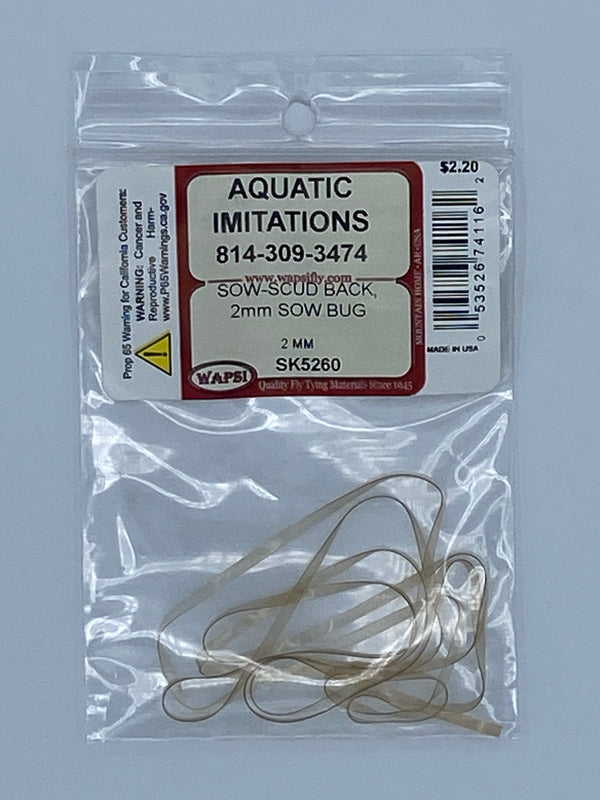 Prop 65 Warning for California Customers:
WARNING: Cancer and
Reproductive Harm-
www.P65Warnings.ca.gov
AQUATIC
IMITATIONS
814-309-3474
www.wapsifly.com
SOW-SCUD BACK,
2mm SOW BUG
2 MM
SK5260
WAPSI
Quality Fly Tying Materials Since 1945
MOUNTAIN HOME • AR • USA
$2.20
0 53526 74116 2
MADE IN USA